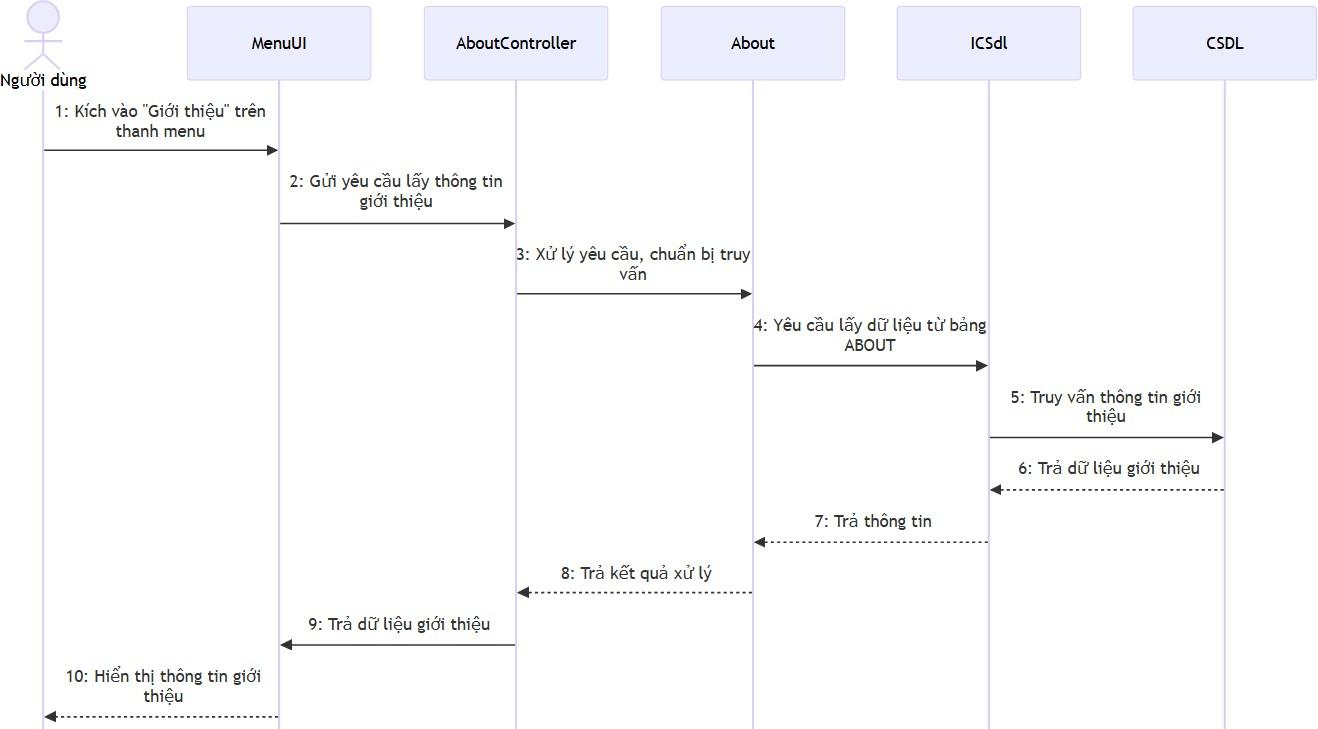 Người dùng
MenuUI
AboutController
About
ICSdl
CSDL
1: Kích vào "Giới thiệu" trên
thanh menu
2: Gửi yêu cầu lấy thông tin
giới thiệu
3: Xử lý yêu cầu, chuẩn bị truy
vấn
4: Yêu cầu lấy dữ liệu từ bảng
ABOUT
5: Truy vấn thông tin giới
thiệu
6: Trả dữ liệu giới thiệu
7: Trả thông tin
8: Trả kết quả xử lý
9: Trả dữ liệu giới thiệu
10: Hiển thị thông tin giới
thiệu